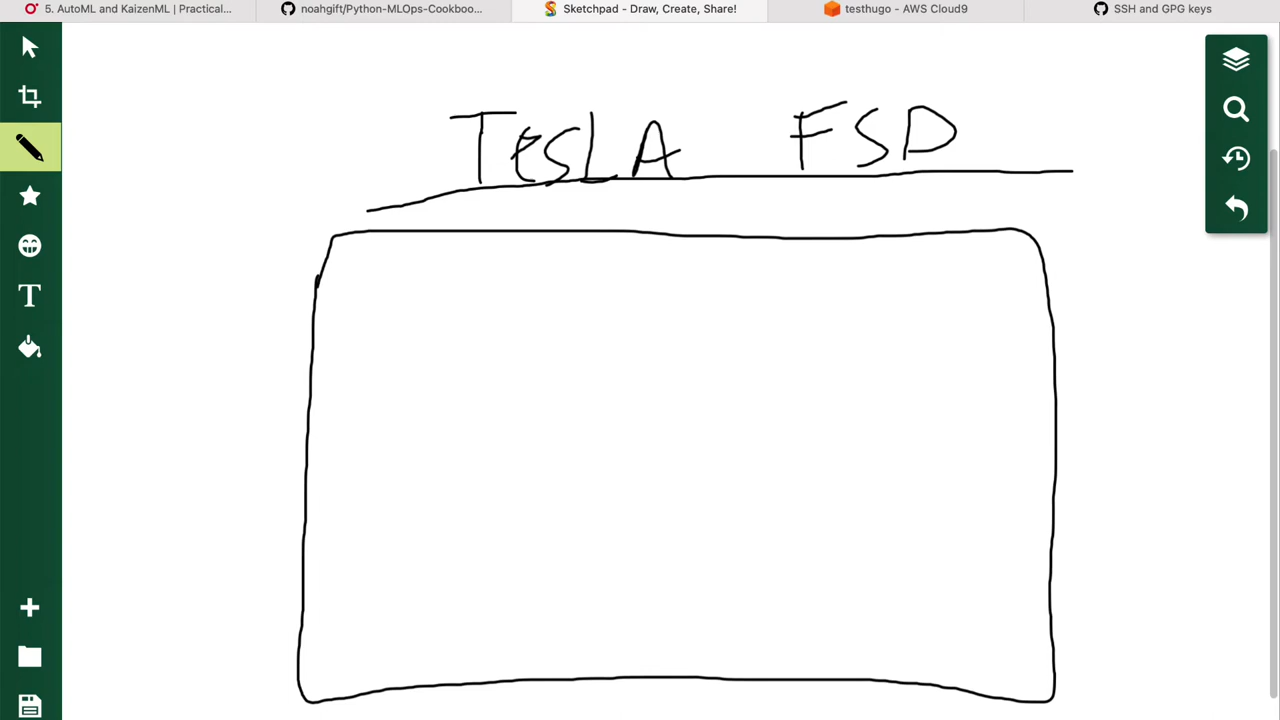 5. AutoML and KaizenML | Practical...
noahgift/Python-MLOps-Cookboo...
Sketchpad - Draw, Create, Share!
testhugo - AWS Cloud9
SSH and GPG keys
TesLA FSD
T